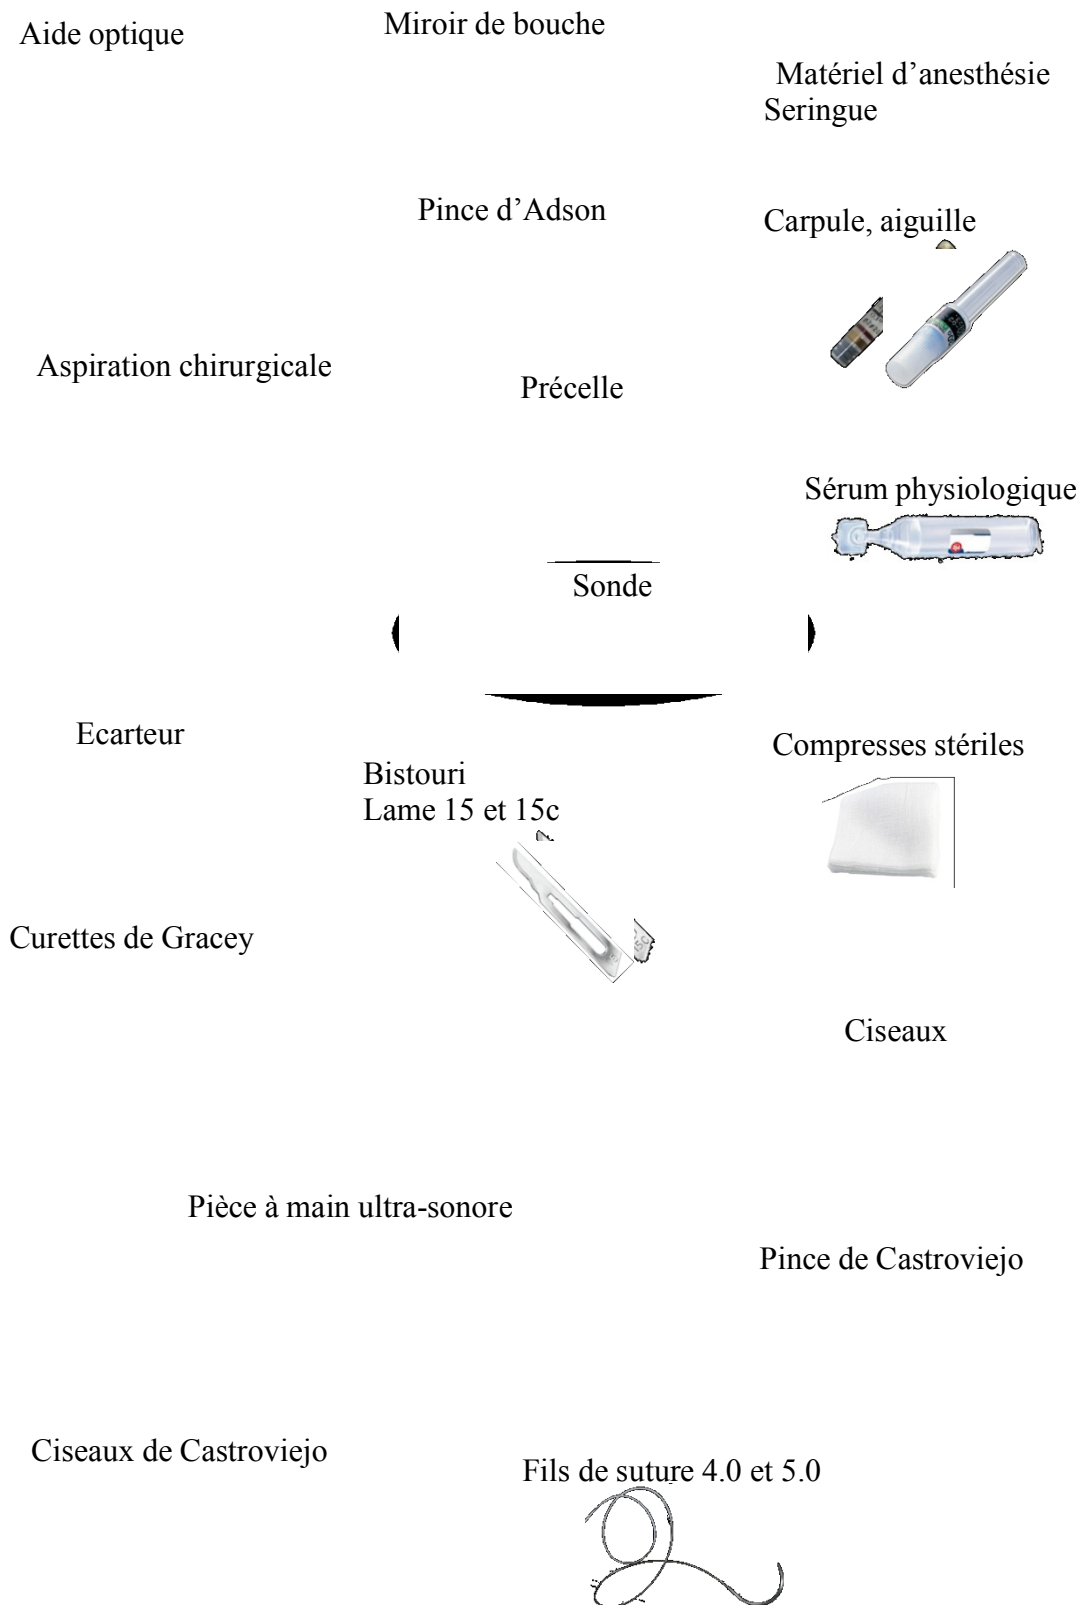 Aide optique
Miroir de bouche
Matériel d’anesthésie
Seringue
Pince d’Adson
Carpule, aiguille
Aspiration chirurgicale
Précelle
Sérum physiologique
Sonde
Ecarteur
Compresses stériles
Bistouri
Lame 15 et 15c
Curettes de Gracey
Ciseaux
Pièce à main ultra-sonore
Pince de Castroviejo
Ciseaux de Castroviejo
Fils de suture 4.0 et 5.0